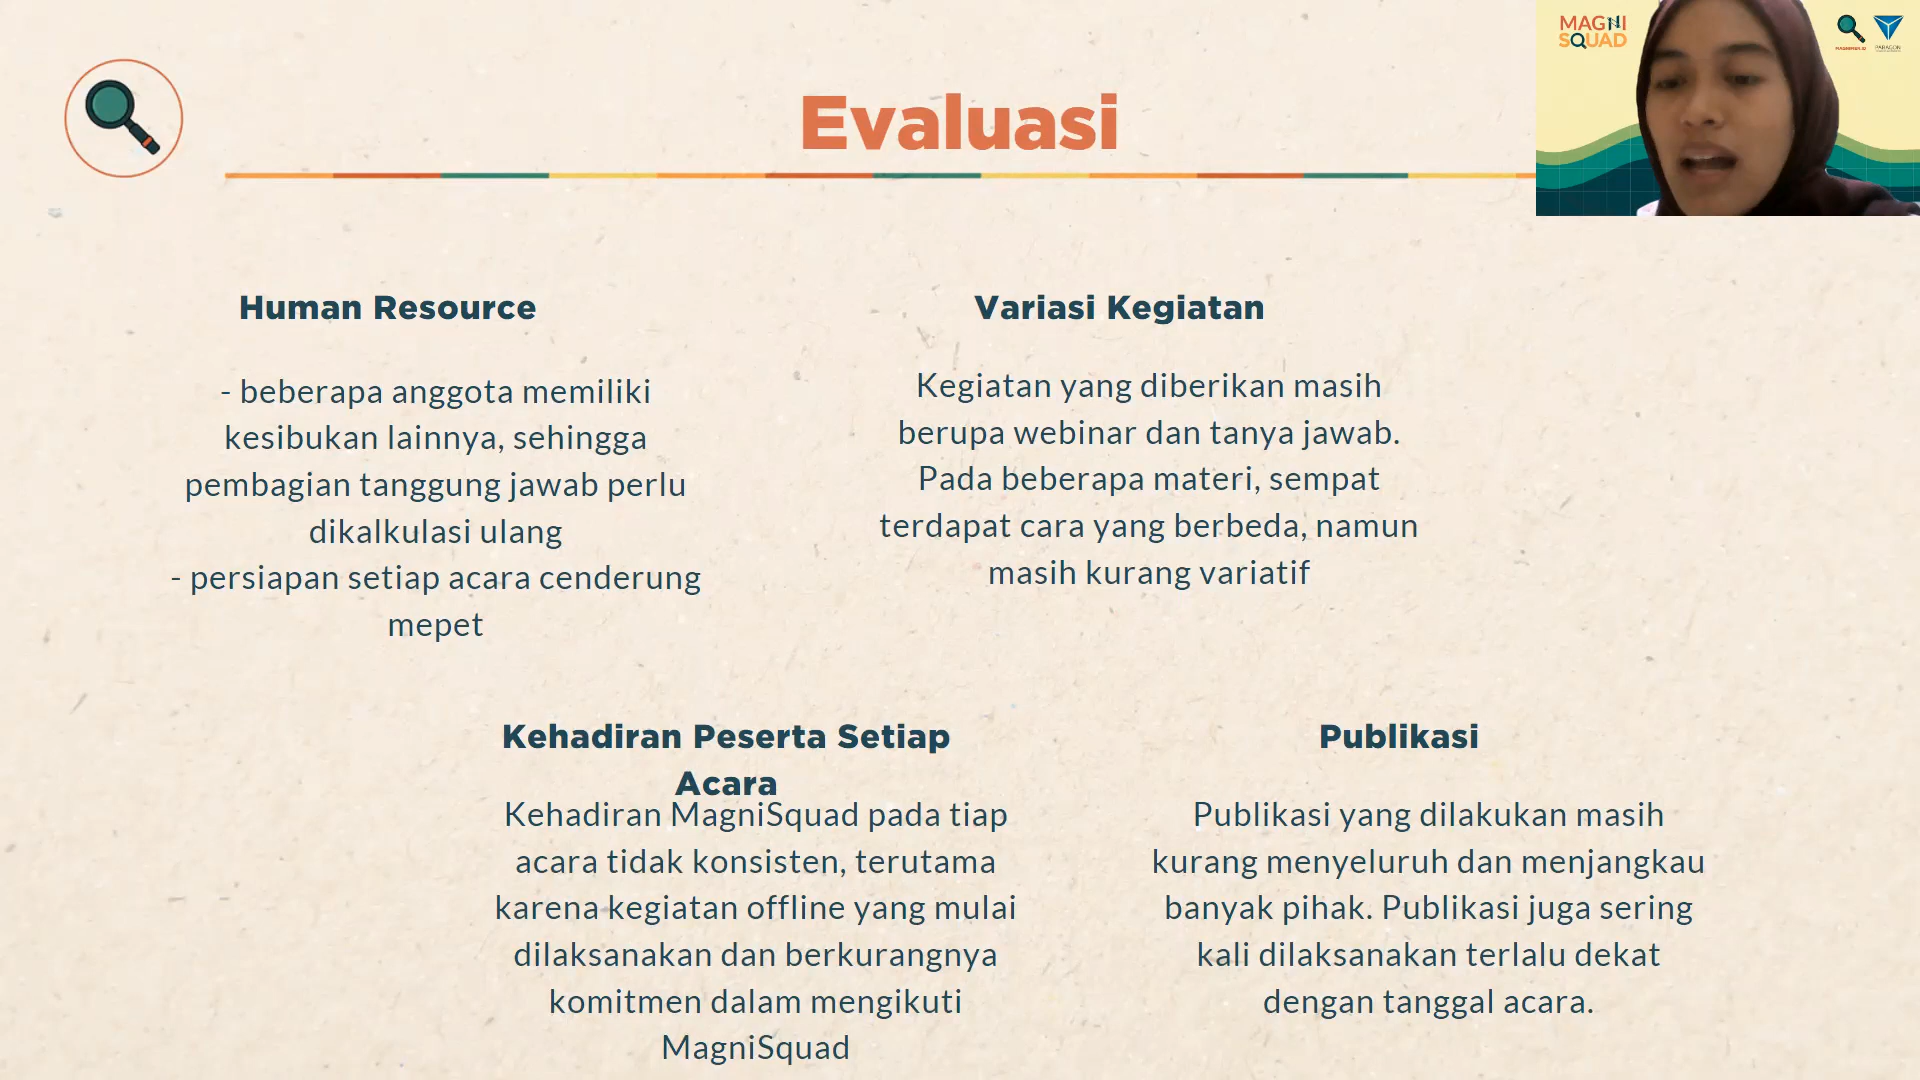 MAGNI
SQUAD
MAGNIFIER.ID
PARAGON
Evaluasi
Human Resource
- beberapa anggota memiliki
kesibukan lainnya, sehingga
pembagian tanggung jawab perlu
dikalkulasi ulang
- persiapan setiap acara cenderung
mepet
Variasi Kegiatan
Kegiatan yang diberikan masih
berupa webinar dan tanya jawab.
Pada beberapa materi, sempat
terdapat cara yang berbeda, namun
masih kurang variatif
Kehadiran Peserta Setiap
Acara
Kehadiran MagniSquad pada tiap
acara tidak konsisten, terutama
karena kegiatan offline yang mulai
dilaksanakan dan berkurangnya
komitmen dalam mengikuti
MagniSquad
Publikasi
Publikasi yang dilakukan masih
kurang menyeluruh dan menjangkau
banyak pihak. Publikasi juga sering
kali dilaksanakan terlalu dekat
dengan tanggal acara.